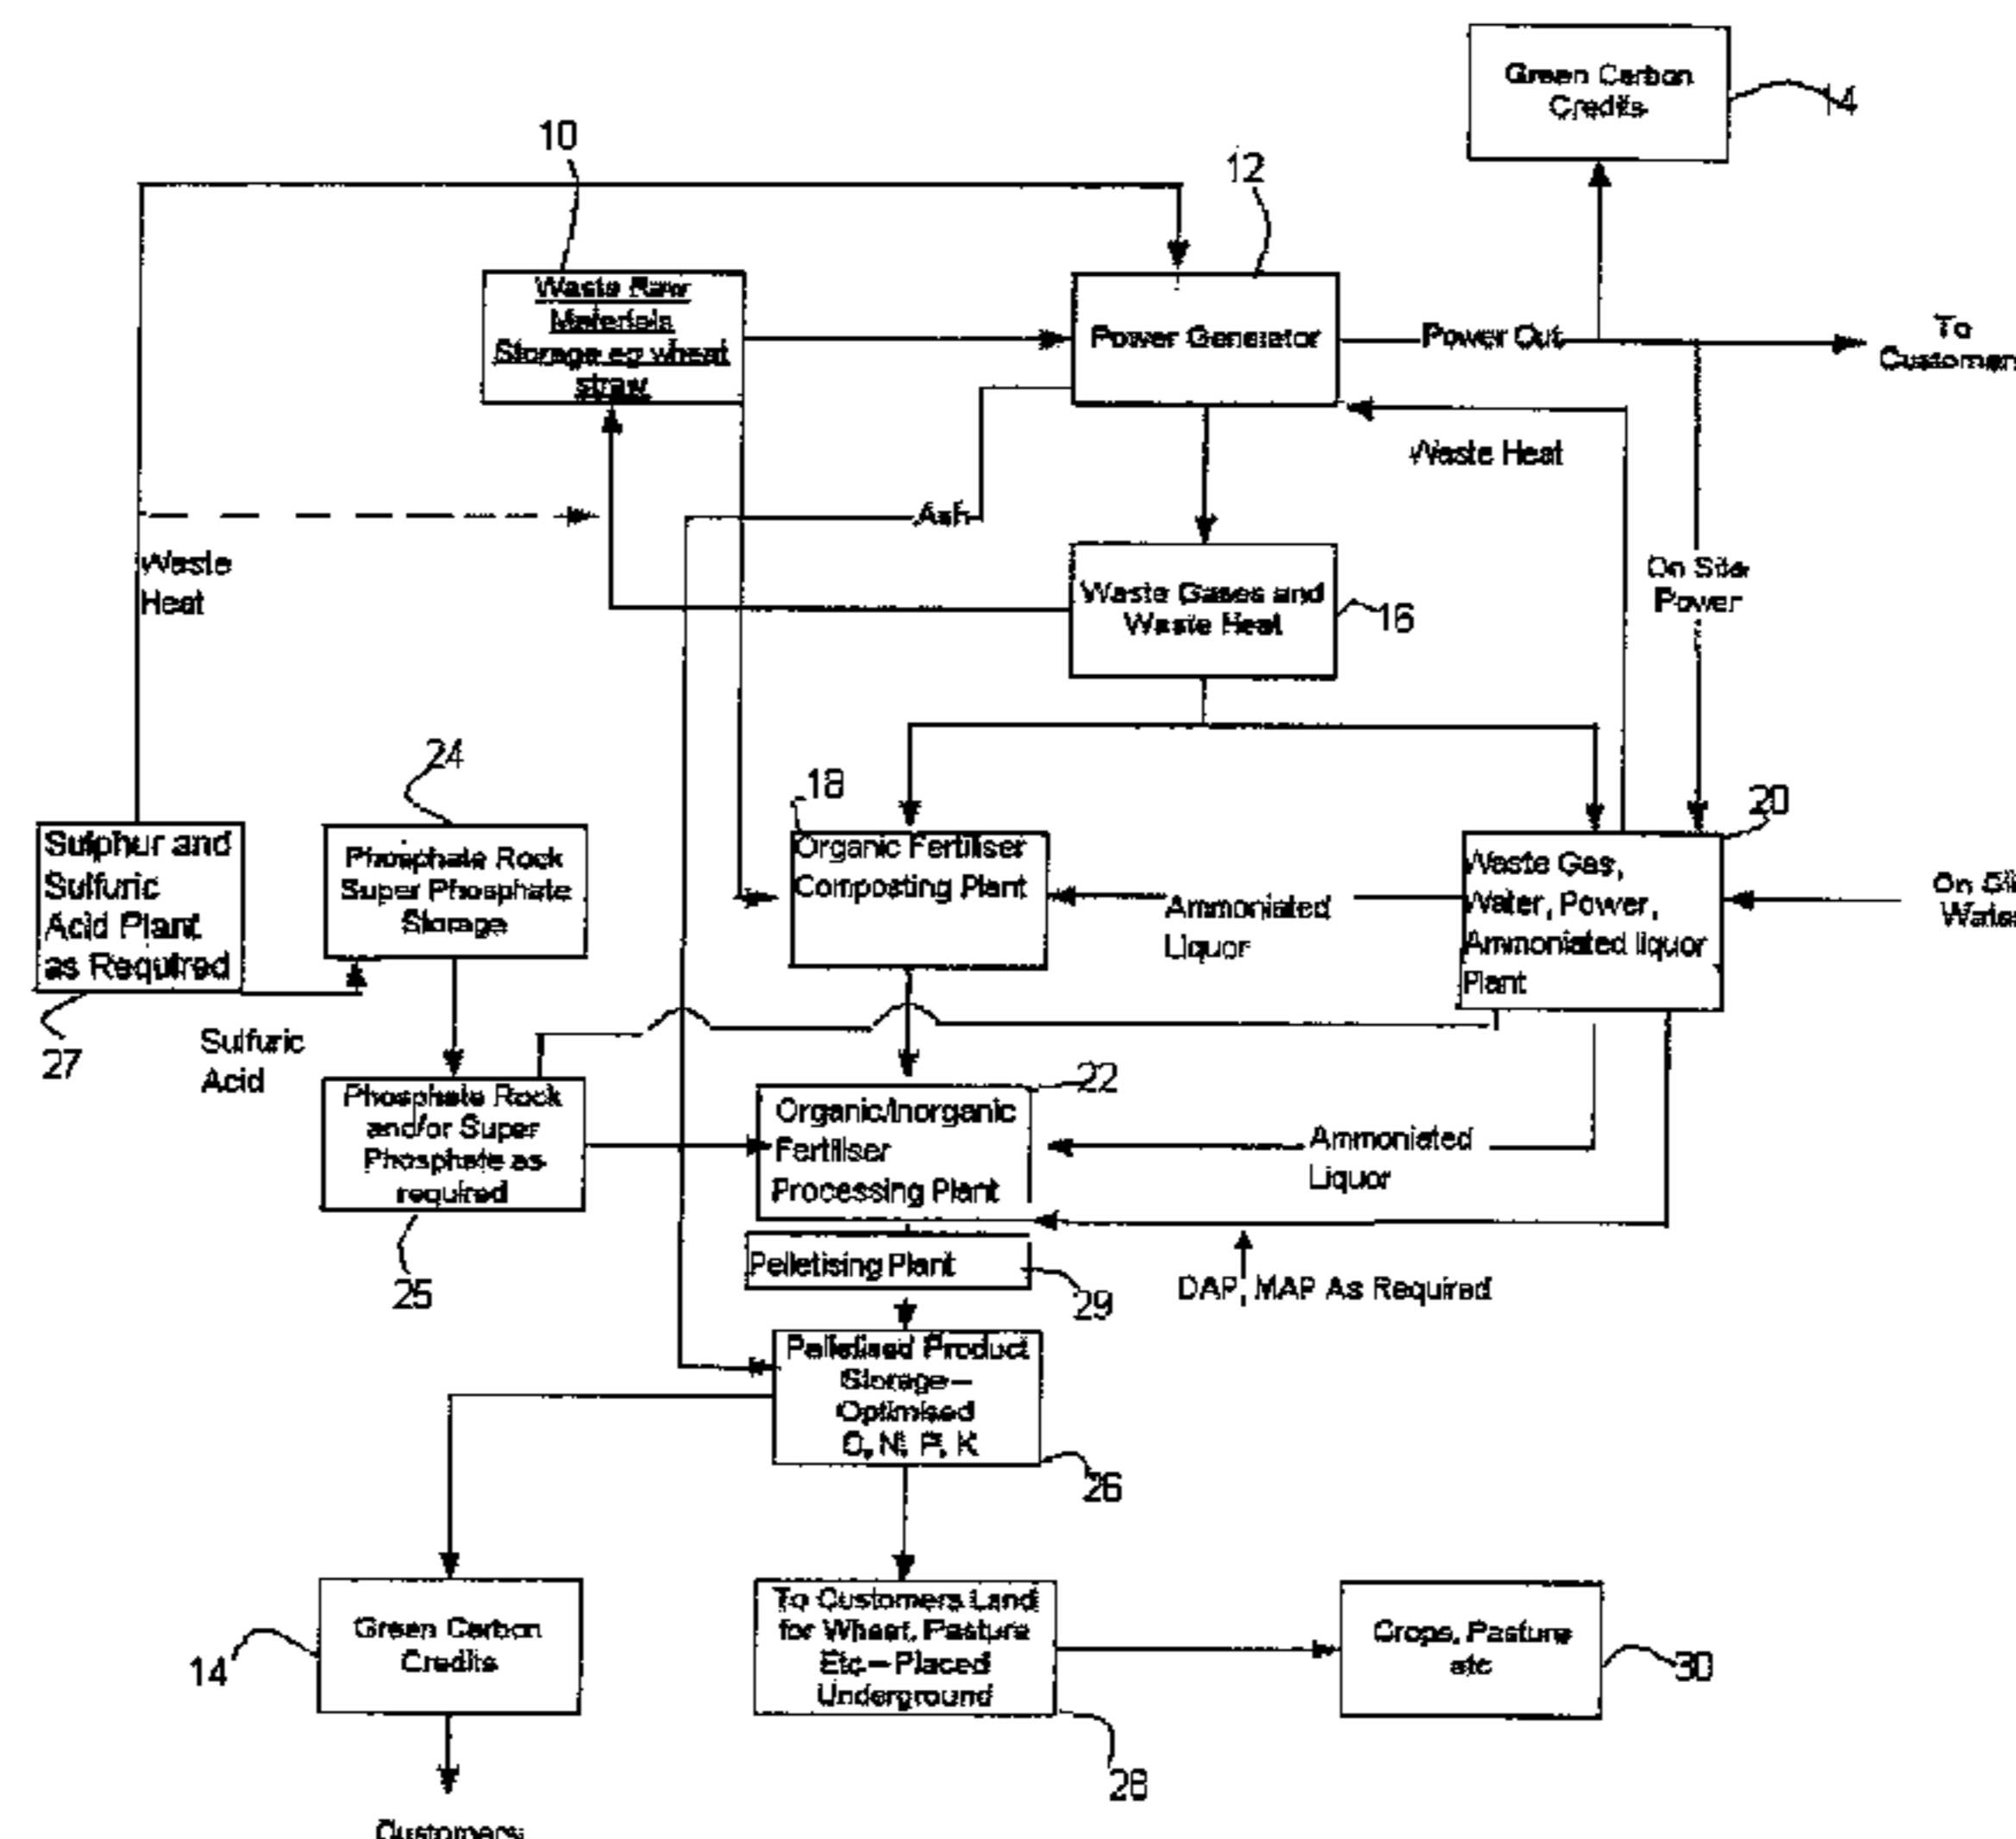 Green Carbon
Credits
14
10
12
Waste Raw
Materials
Storage eg wheat
straw
Power Generator
Power Out
To
Customers
Waste Heat
Ash
Waste
Heat
Waste Gases and
Waste Heat
16
On Site
Power
24
18
20
Sulphur and
Sulfuric
Acid Plant
as Required
Phosphate Rock
Super Phosphate
Storage
Organic Fertiliser
Composting Plant
Ammoniated
Liquor
Waste Gas,
Water, Power,
Ammoniated liquor
Plant
On
27
Sulfuric
Acid
22
Phosphate Rock
and/or Super
Phosphate as
required
Organic/Inorganic
Fertiliser
Processing Plant
Ammoniated
Liquor
25
Pelletising Plant
29
DAP, MAP As Required
Pelletised Product
Storage –
Optimised
C, N, P, K
26
Green Carbon
Credits
14
To Customers Land
for Wheat, Pasture
Etc – Placed
Underground
Crops, Pasture
etc
30
28
Customers